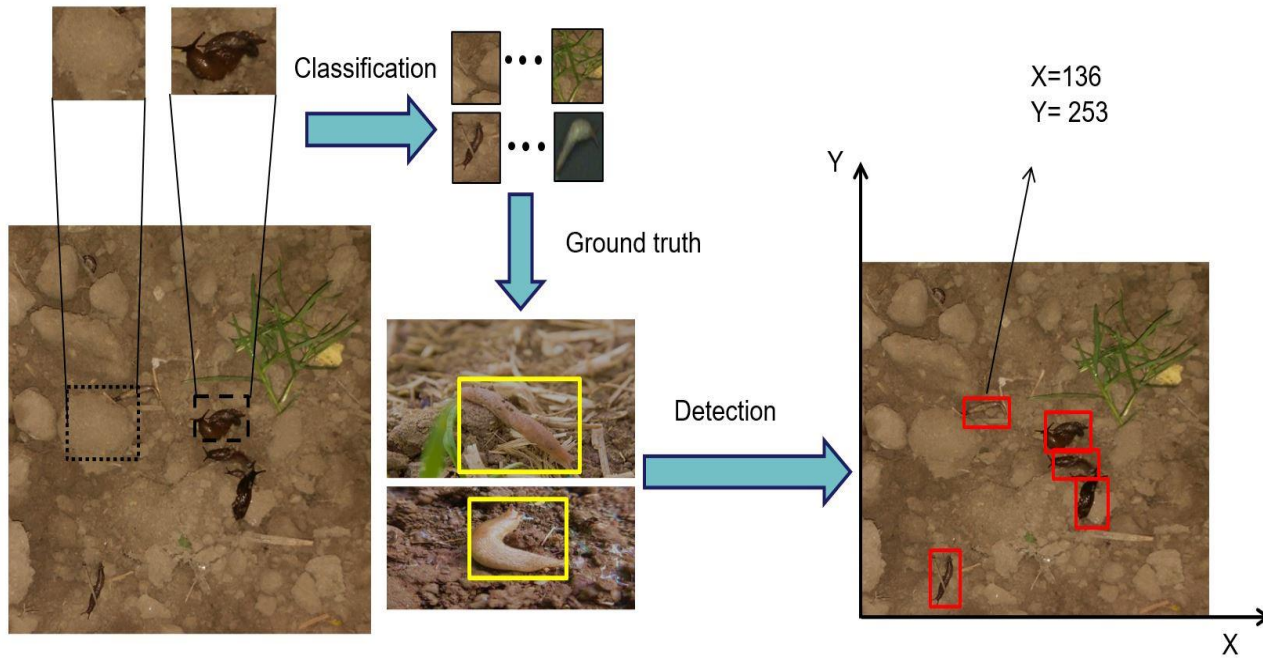 Classification
X=136
Y= 253
Y
Ground truth
Detection
X